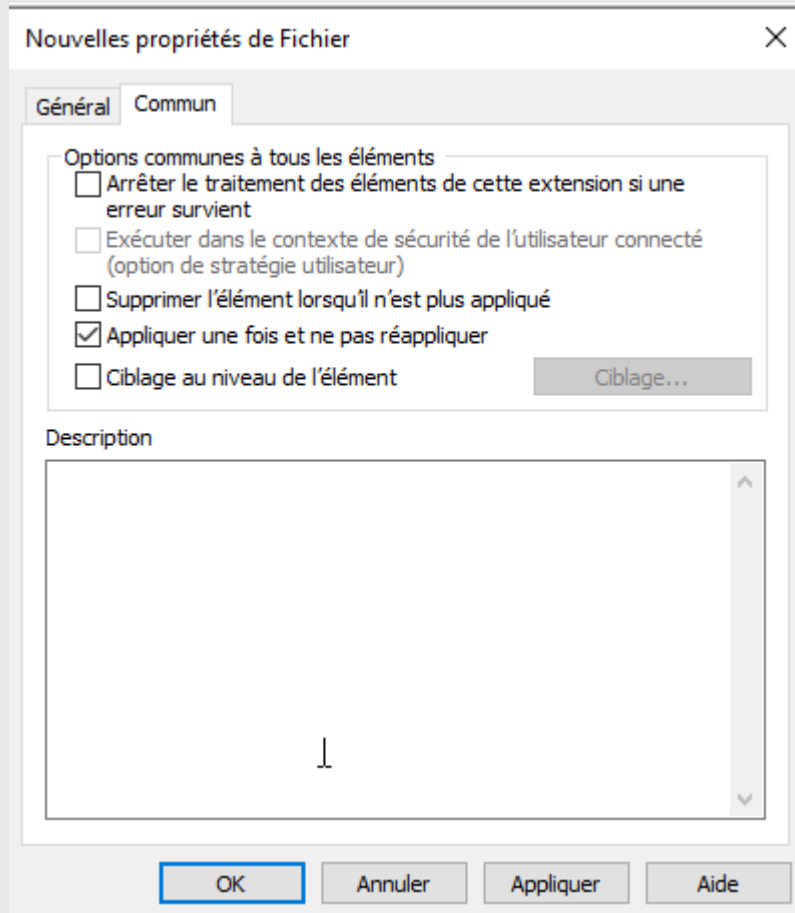 Nouvelles propriétés de Fichier
Général
Commun
Options communes à tous les éléments
Arrêter le traitement des éléments de cette extension si une
erreur survient
Exécuter dans le contexte de sécurité de l’utilisateur connecté
(option de stratégie utilisateur)
Supprimer l’élément lorsqu’il n’est plus appliqué
Appliquer une fois et ne pas réappliquer
Ciblage au niveau de l’élément
Ciblage...
Description
OK
Annuler
Appliquer
Aide